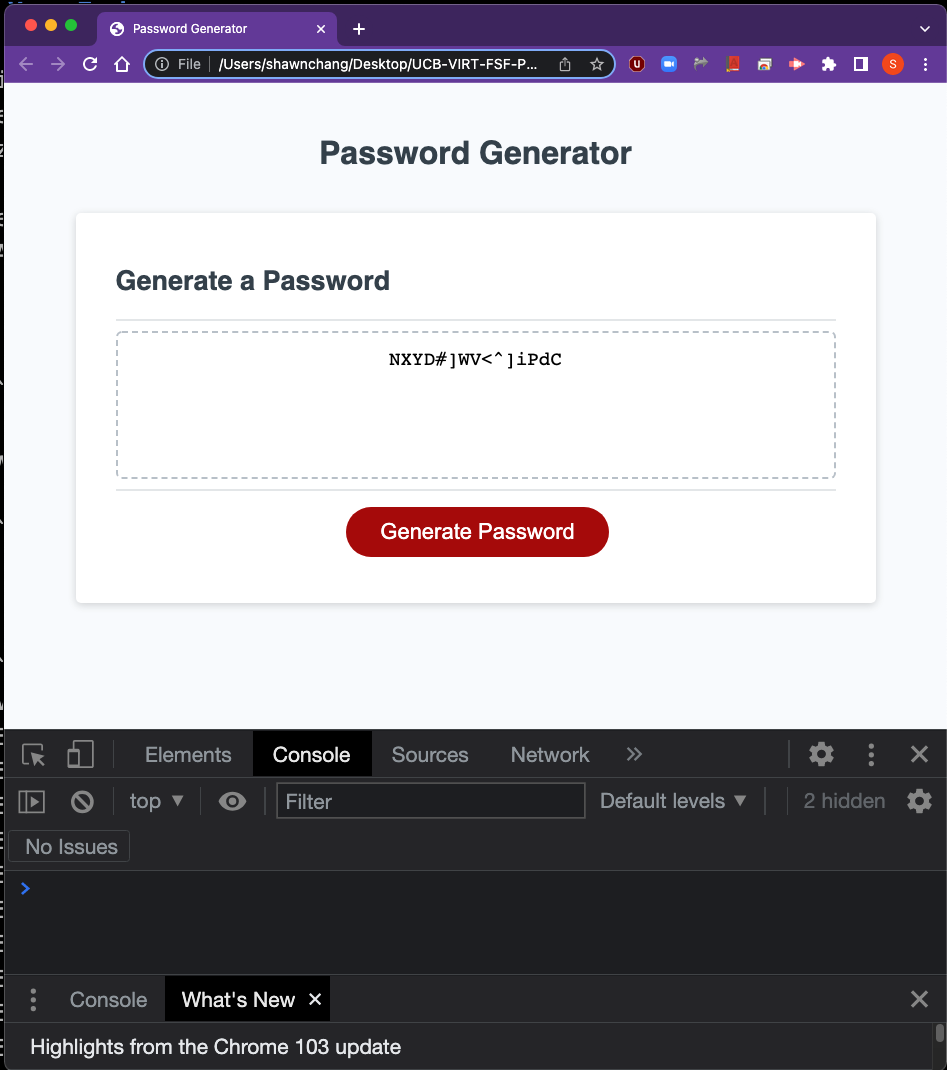 Password Generator
File /Users/shawnchang/Desktop/UCB-VIRT-FSF-P...
S
Password Generator
Generate a Password
NXYD#]WV<^]iPdC
Generate Password
Elements Console Sources Network
top Filter Default levels 2 hidden
No Issues
Console What's New
Highlights from the Chrome 103 update